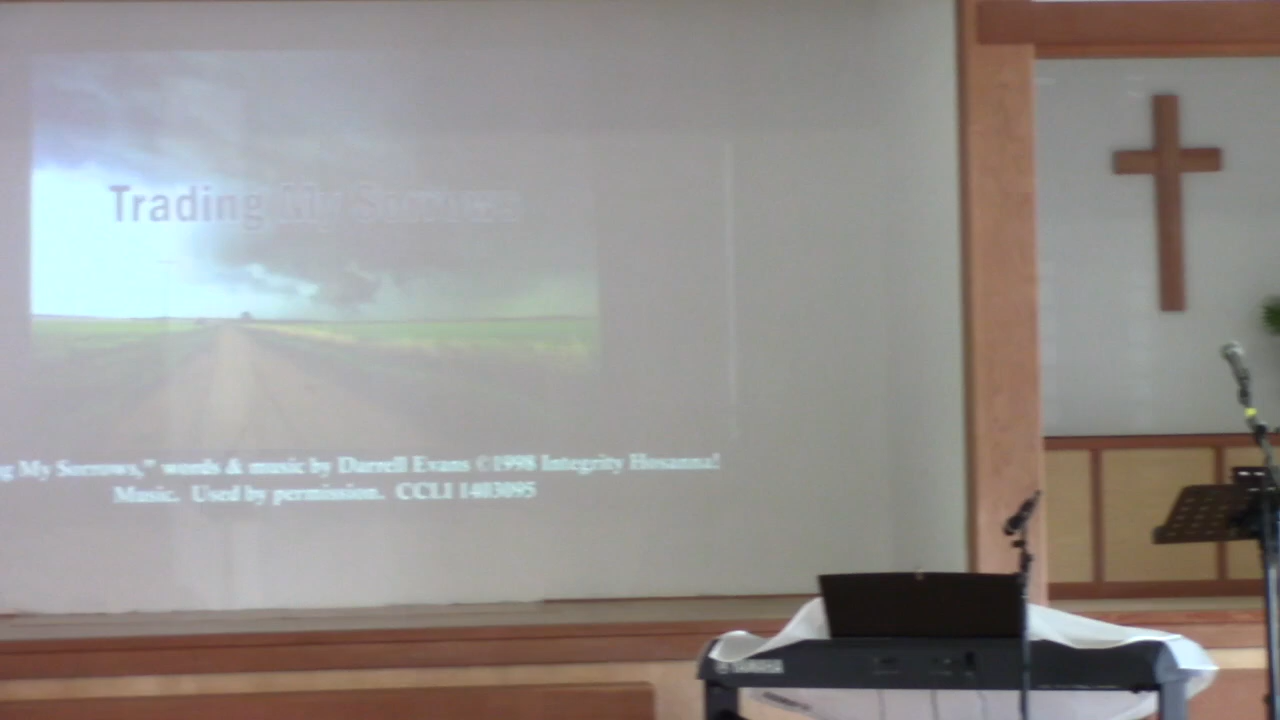 Trading My Sorrows
g My Sorrows," words & music by Darrell Evans ©1998 Integrity Hosanna!
Music. Used by permission. CCLI 1403095
YAMAHA